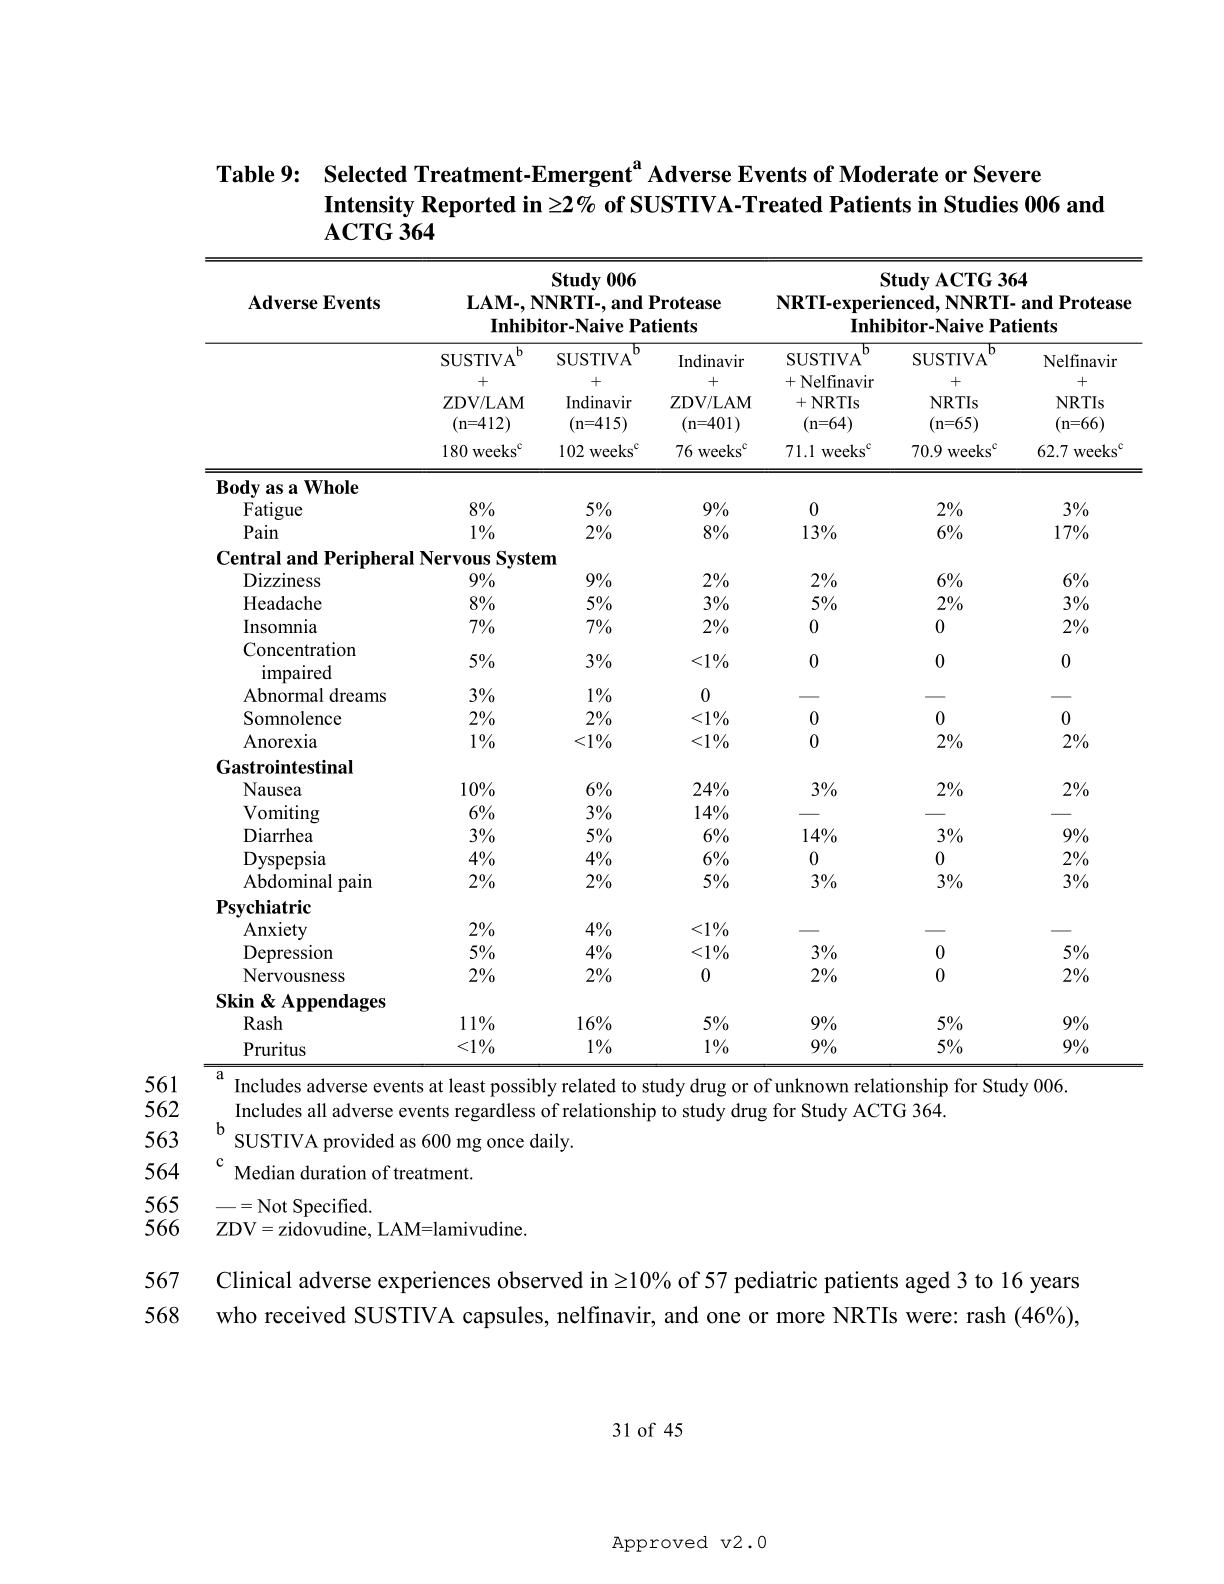 Table 9: Selected Treatment-Emergentᵃ Adverse Events of Moderate or Severe
Intensity Reported in ≥2% of SUSTIVA-Treated Patients in Studies 006 and
ACTG 364
Adverse Events
Study 006
LAM-, NNRTI-, and Protease
Inhibitor-Naive Patients
Study ACTG 364
NRTI-experienced, NNRTI- and Protease
Inhibitor-Naive Patients
SUSTIVAᵇ SUSTIVAᵇ Indinavir SUSTIVAᵇ SUSTIVAᵇ Nelfinavir
+ + + + Nelfinavir + +
ZDV/LAM Indinavir ZDV/LAM + NRTIs NRTIs NRTIs
(n=412) (n=415) (n=401) (n=64) (n=65) (n=66)
180 weeksᶜ 102 weeksᶜ 76 weeksᶜ 71.1 weeksᶜ 70.9 weeksᶜ 62.7 weeksᶜ
Body as a Whole
Fatigue 8% 5% 9% 0 2% 3%
Pain 1% 2% 8% 13% 6% 17%
Central and Peripheral Nervous System
Dizziness 9% 9% 2% 2% 6% 6%
Headache 8% 5% 3% 5% 2% 3%
Insomnia 7% 7% 2% 0 0 2%
Concentration
impaired 5% 3% <1% 0 0 0
Abnormal dreams 3% 1% 0 — — —
Somnolence 2% 2% <1% 0 0 0
Anorexia 1% <1% <1% 0 2% 2%
Gastrointestinal
Nausea 10% 6% 24% 3% 2% 2%
Vomiting 6% 3% 14% — — —
Diarrhea 3% 5% 6% 14% 3% 9%
Dyspepsia 4% 4% 6% 0 0 2%
Abdominal pain 2% 2% 5% 3% 3% 3%
Psychiatric
Anxiety 2% 4% <1% — — —
Depression 5% 4% <1% 3% 0 5%
Nervousness 2% 2% 0 2% 0 2%
Skin & Appendages
Rash 11% 16% 5% 9% 5% 9%
Pruritus <1% 1% 1% 9% 5% 9%
561 ᵃ Includes adverse events at least possibly related to study drug or of unknown relationship for Study 006.
562 Includes all adverse events regardless of relationship to study drug for Study ACTG 364.
563 ᵇ SUSTIVA provided as 600 mg once daily.
564 ᶜ Median duration of treatment.
565 — = Not Specified.
566 ZDV = zidovudine, LAM=lamivudine.
567 Clinical adverse experiences observed in ≥10% of 57 pediatric patients aged 3 to 16 years
568 who received SUSTIVA capsules, nelfinavir, and one or more NRTIs were: rash (46%),
31 of 45
Approved v2.0